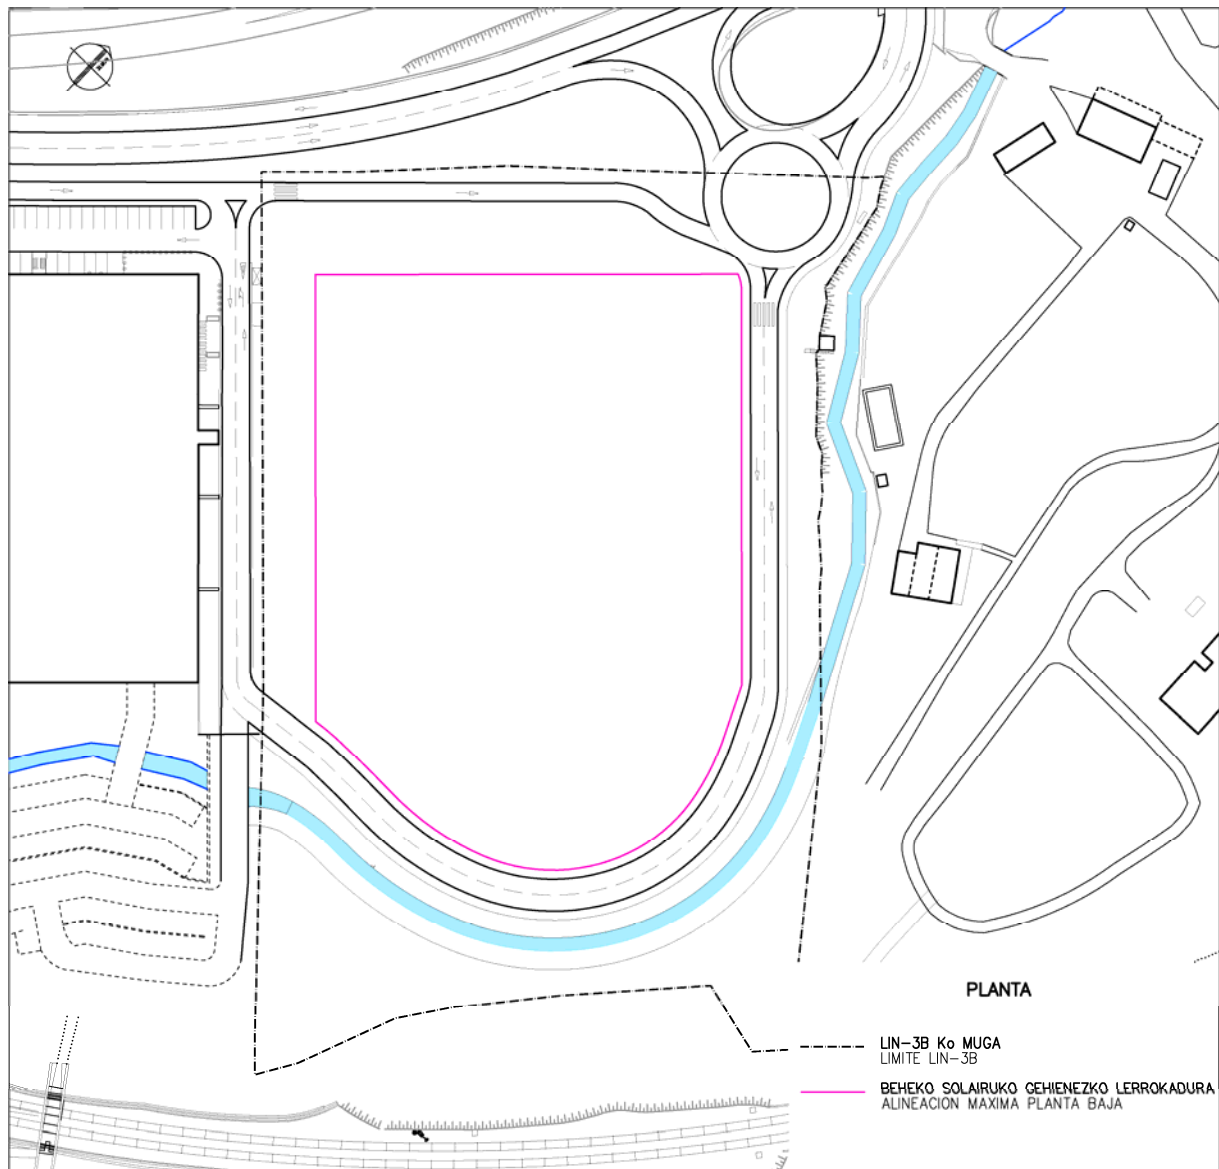 PLANTA
LIN-3B Ko MUGA
LIMITE LIN-3B
BEHEKO SOLAIRUKO GEHIENEZKO LERROKADURA
ALINEACION MAXIMA PLANTA BAJA